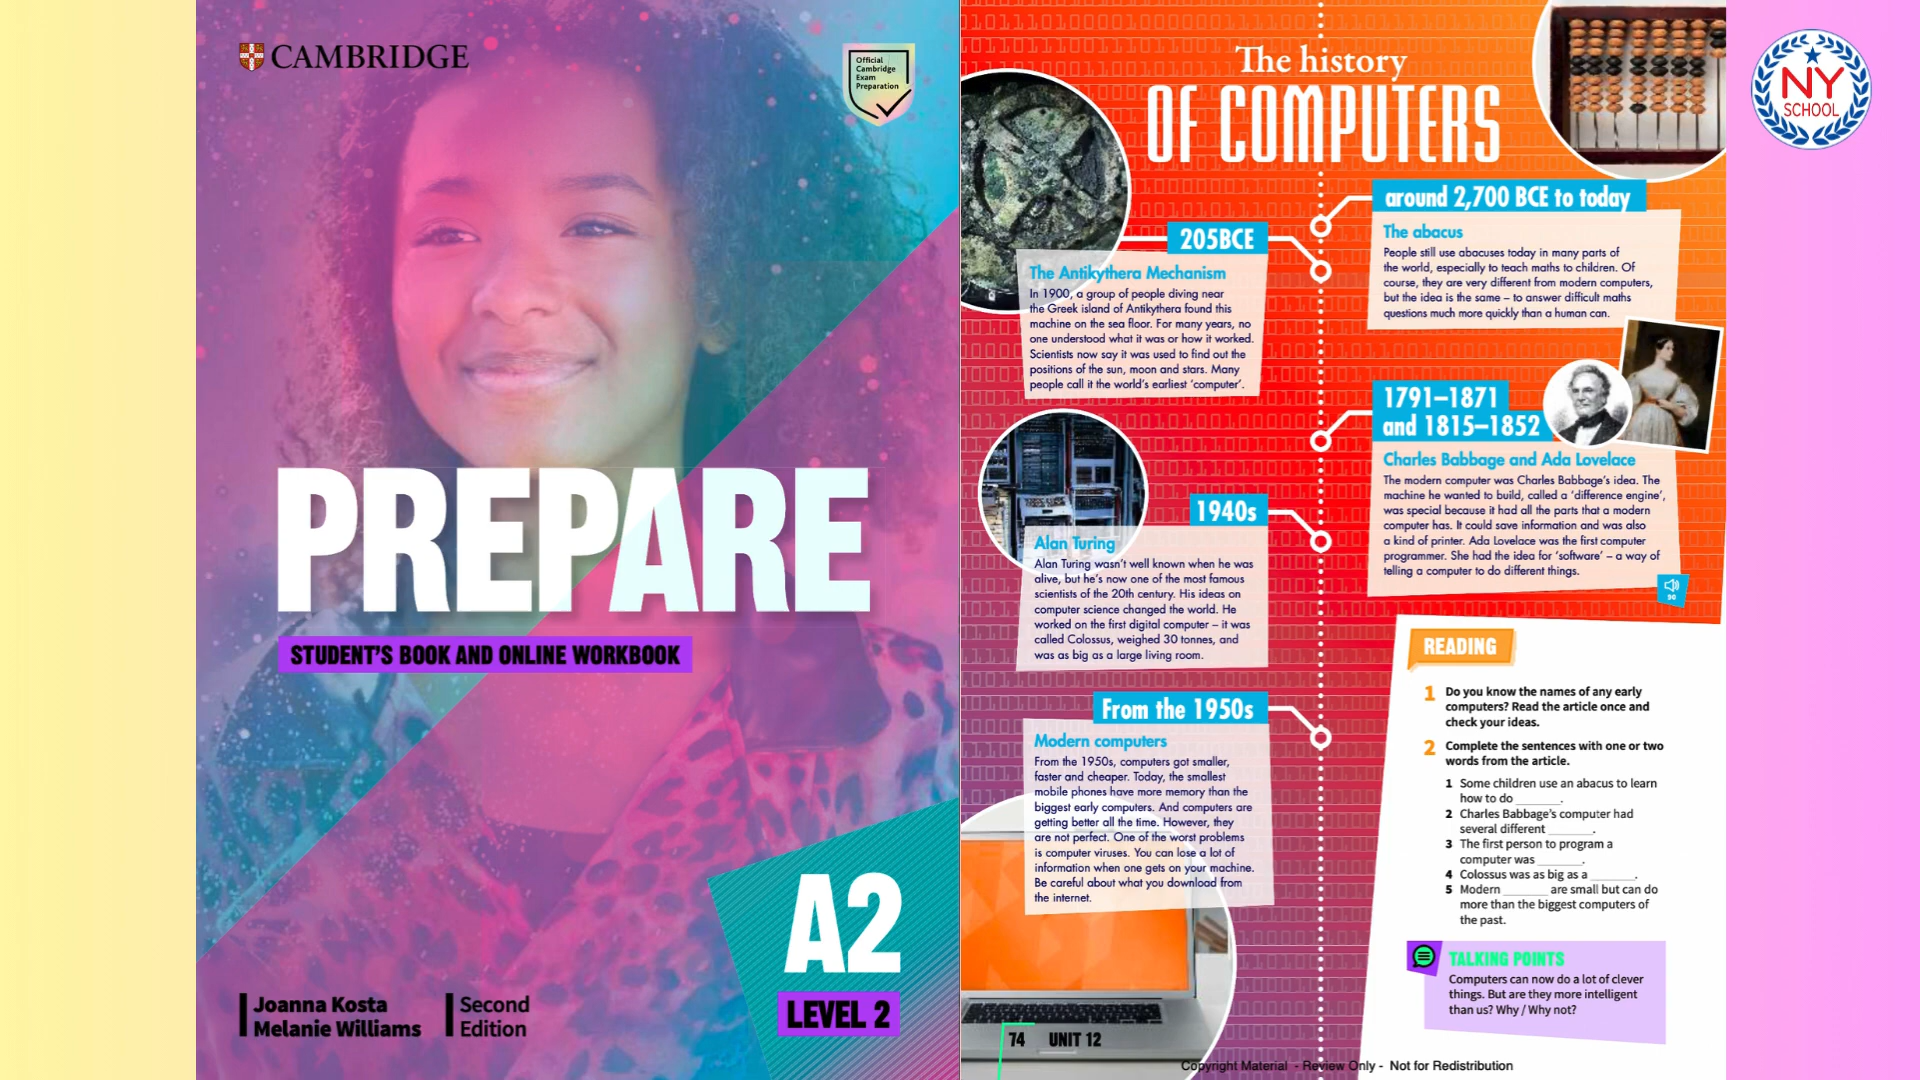 CAMBRIDGE
Official
Cambridge
Exam
Preparation
PREPARE
STUDENT'S BOOK AND ONLINE WORKBOOK
A2
LEVEL 2
Joanna Kosta
Melanie Williams
Second
Edition
The history
OF COMPUTERS
around 2,700 BCE to today
The abacus
People still use abacuses today in many parts of
the world, especially to teach maths to children. Of
course, they are very different from modern computers,
but the idea is the same – to answer difficult maths
questions much more quickly than a human can.
205BCE
The Antikythera Mechanism
In 1900, a group of people diving near
the Greek island of Antikythera found this
machine on the sea floor. For many years, no
one understood what it was or how it worked.
Scientists now say it was used to find out the
positions of the sun, moon and stars. Many
people call it the world's earliest 'computer'.
1791–1871
and 1815–1852
Charles Babbage and Ada Lovelace
The modern computer was Charles Babbage's idea. The
machine he wanted to build, called a 'difference engine',
was special because it had all the parts that a modern
computer has. It could save information and was also
a kind of printer. Ada Lovelace was the first computer
programmer. She had the idea for 'software' – a way of
telling a computer to do different things.
90
1940s
Alan Turing
Alan Turing wasn't well known when he was
alive, but he's now one of the most famous
scientists of the 20th century. His ideas on
computer science changed the world. He
worked on the first digital computer – it was
called Colossus, weighed 30 tonnes, and
was as big as a large living room.
From the 1950s
Modern computers
From the 1950s, computers got smaller,
faster and cheaper. Today, the smallest
mobile phones have more memory than the
biggest early computers. And computers are
getting better all the time. However, they
are not perfect. One of the worst problems
is computer viruses. You can lose a lot of
information when one gets on your machine.
Be careful about what you download from
the internet.
READING
1 Do you know the names of any early
computers? Read the article once and
check your ideas.
2 Complete the sentences with one or two
words from the article.
1 Some children use an abacus to learn
how to do ______.
2 Charles Babbage's computer had
several different ______.
3 The first person to program a
computer was ______.
4 Colossus was as big as a ______.
5 Modern ______ are small but can do
more than the biggest computers of
the past.
TALKING POINTS
Computers can now do a lot of clever
things. But are they more intelligent
than us? Why / Why not?
74 UNIT 12
Copyright Material - Review Only - Not for Redistribution
NY
SCHOOL